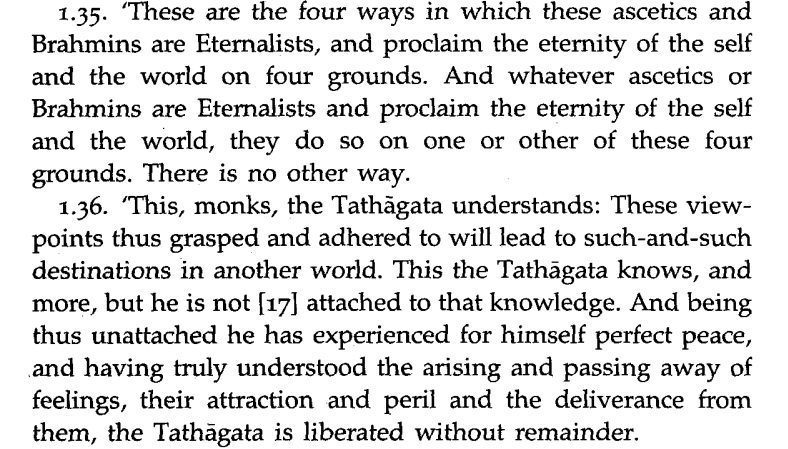 1.35. ‘These are the four ways in which these ascetics and
Brahmins are Eternalists, and proclaim the eternity of the self
and the world on four grounds. And whatever ascetics or
Brahmins are Eternalists and proclaim the eternity of the self
and the world, they do so on one or other of these four
grounds. There is no other way.
1.36. ‘This, monks, the Tathāgata understands: These view-
points thus grasped and adhered to will lead to such-and-such
destinations in another world. This the Tathāgata knows, and
more, but he is not [17] attached to that knowledge. And being
thus unattached he has experienced for himself perfect peace,
and having truly understood the arising and passing away of
feelings, their attraction and peril and the deliverance from
them, the Tathāgata is liberated without remainder.